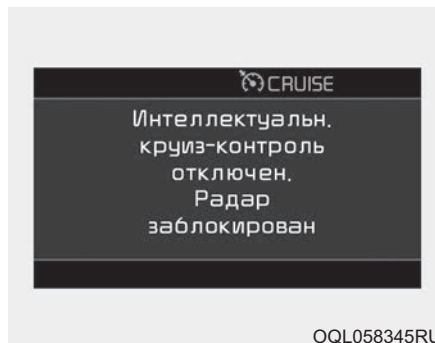 CRUISE
Интеллектуальн.
круиз-контроль
отключен.
Радар
заблокирован
OQL058345RU